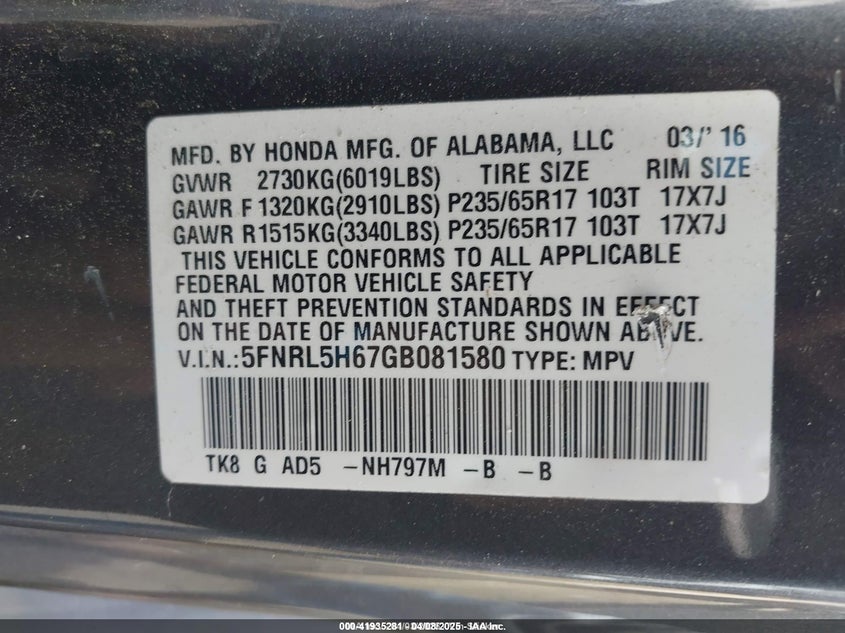 MFD. BY HONDA MFG. OF ALABAMA, LLC 03/' 16
GVWR 2730KG(6019LBS) TIRE SIZE RIM SIZE
GAWR F 1320KG(2910LBS) P235/65R17 103T 17X7J
GAWR R1515KG(3340LBS) P235/65R17 103T 17X7J
THIS VEHICLE CONFORMS TO ALL APPLICABLE
FEDERAL MOTOR VEHICLE SAFETY
AND THEFT PREVENTION STANDARDS IN EFFECT
ON THE DATE OF MANUFACTURE SHOWN ABOVE.
V.I.N.:5FNRL5H67GB081580 TYPE: MPV
TK8 G AD5 -NH797M -B -B